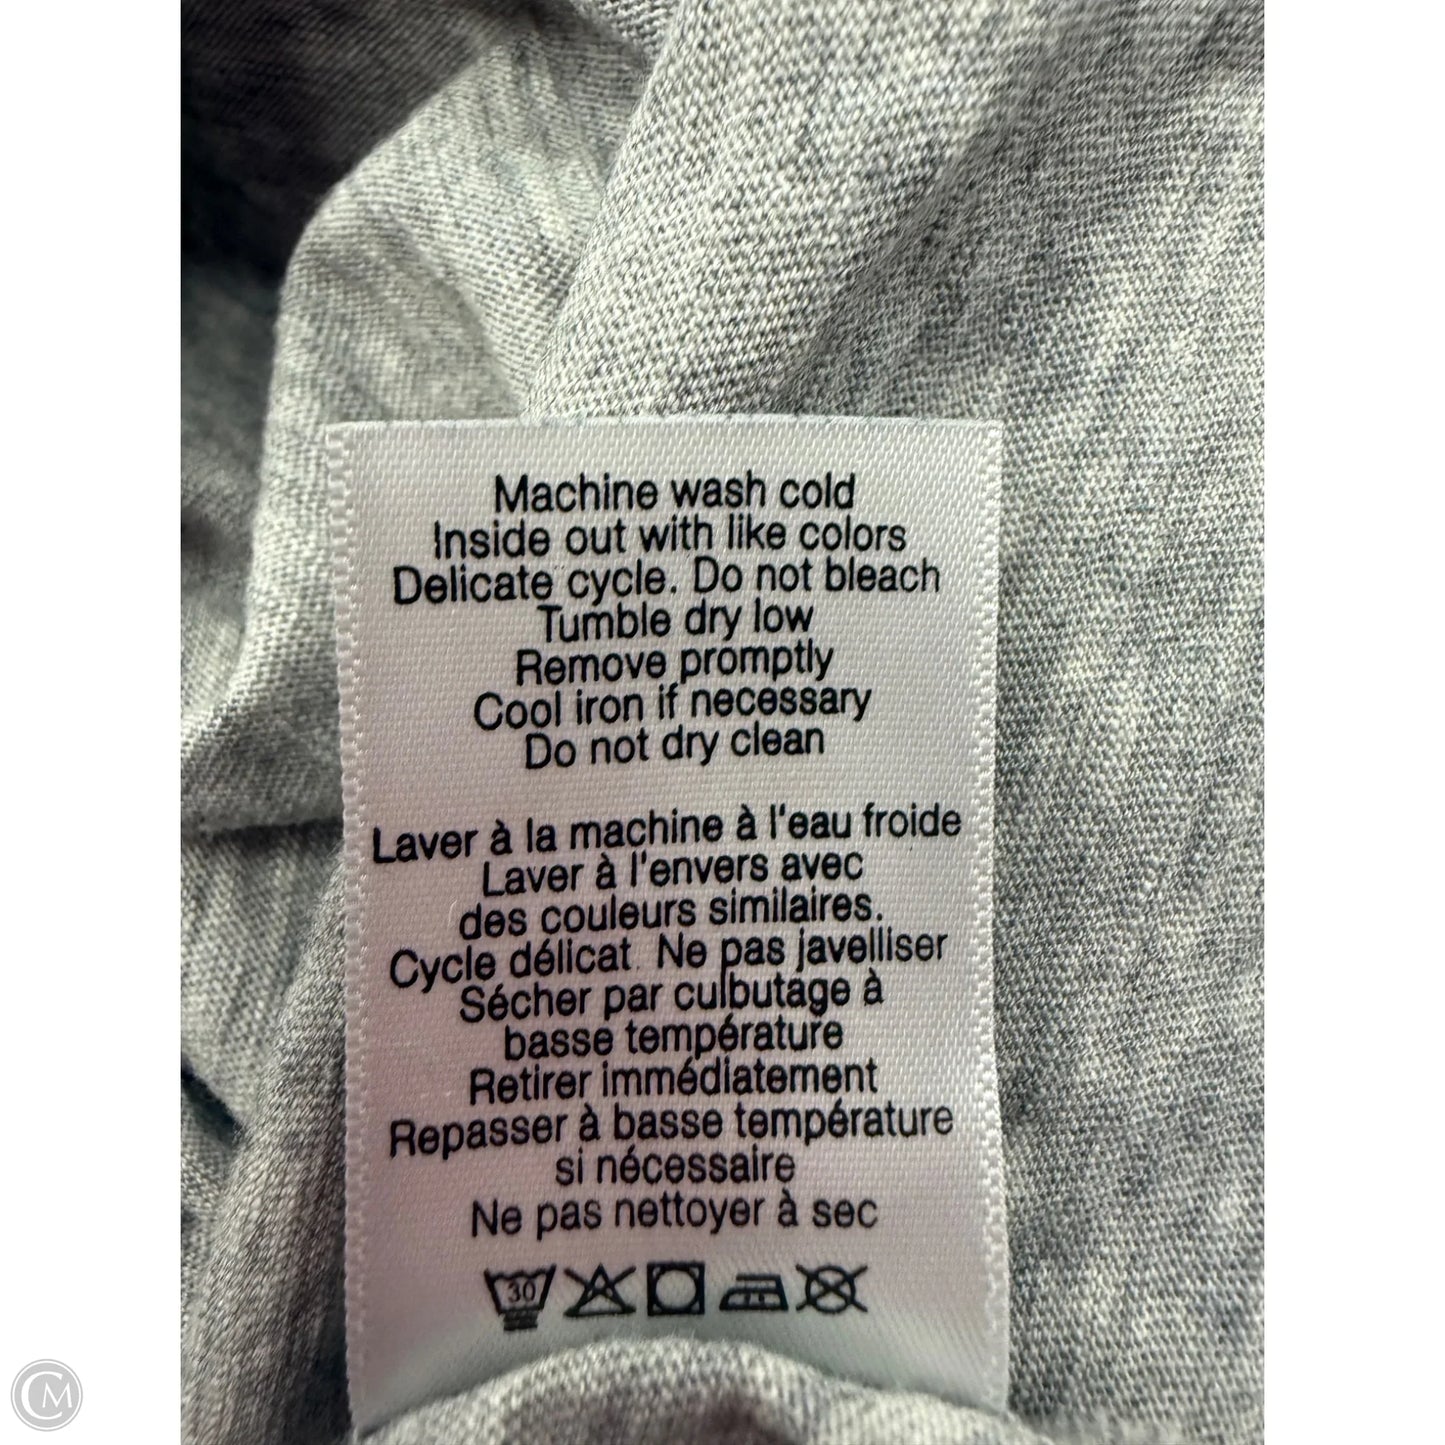 Machine wash cold
Inside out with like colors
Delicate cycle. Do not bleach
Tumble dry low
Remove promptly
Cool iron if necessary
Do not dry clean
Laver à la machine à l'eau froide
Laver à l'envers avec
des couleurs similaires.
Cycle délicat. Ne pas javelliser
Sécher par culbutage à
basse température
Retirer immédiatement
Repasser à basse température
si nécessaire
Ne pas nettoyer à sec
30
CM